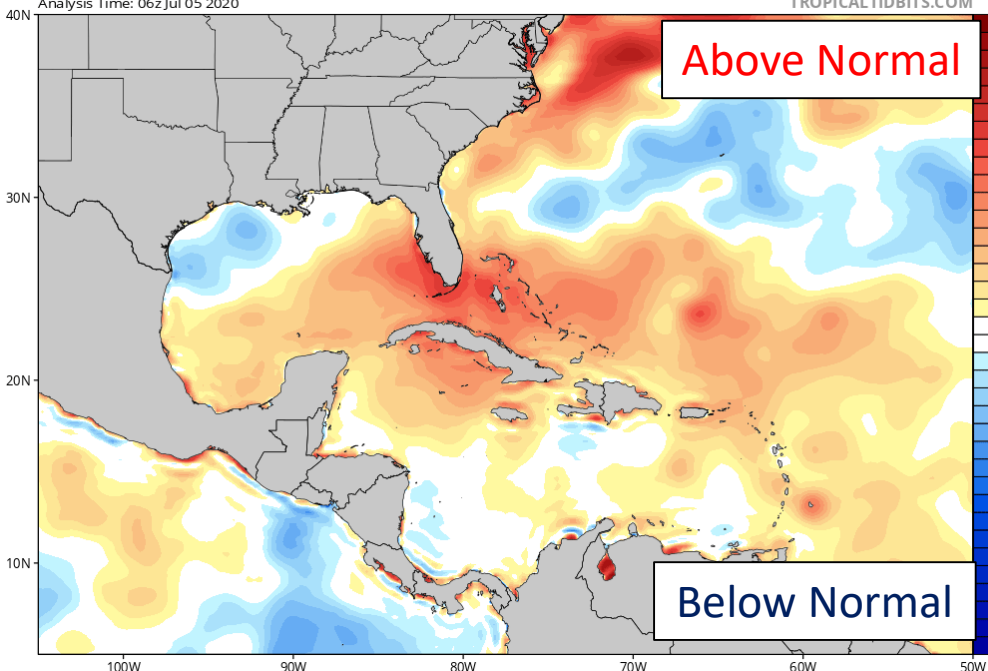 Analysis Time: 06z Jul 05 2020
TROPICALTIDBITS.COM
40N
Above Normal
30N
20N
10N
Below Normal
100W 90W 80W 70W 60W 50W